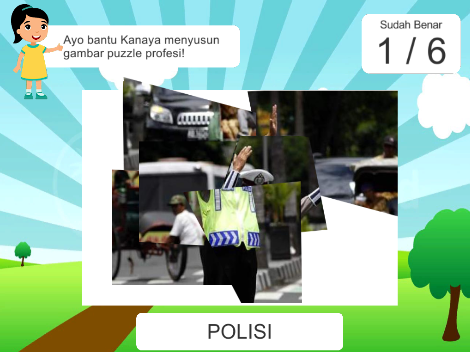 Ayo bantu Kanaya menyusun
gambar puzzle profesi!
Sudah Benar
1 / 6
POLISI